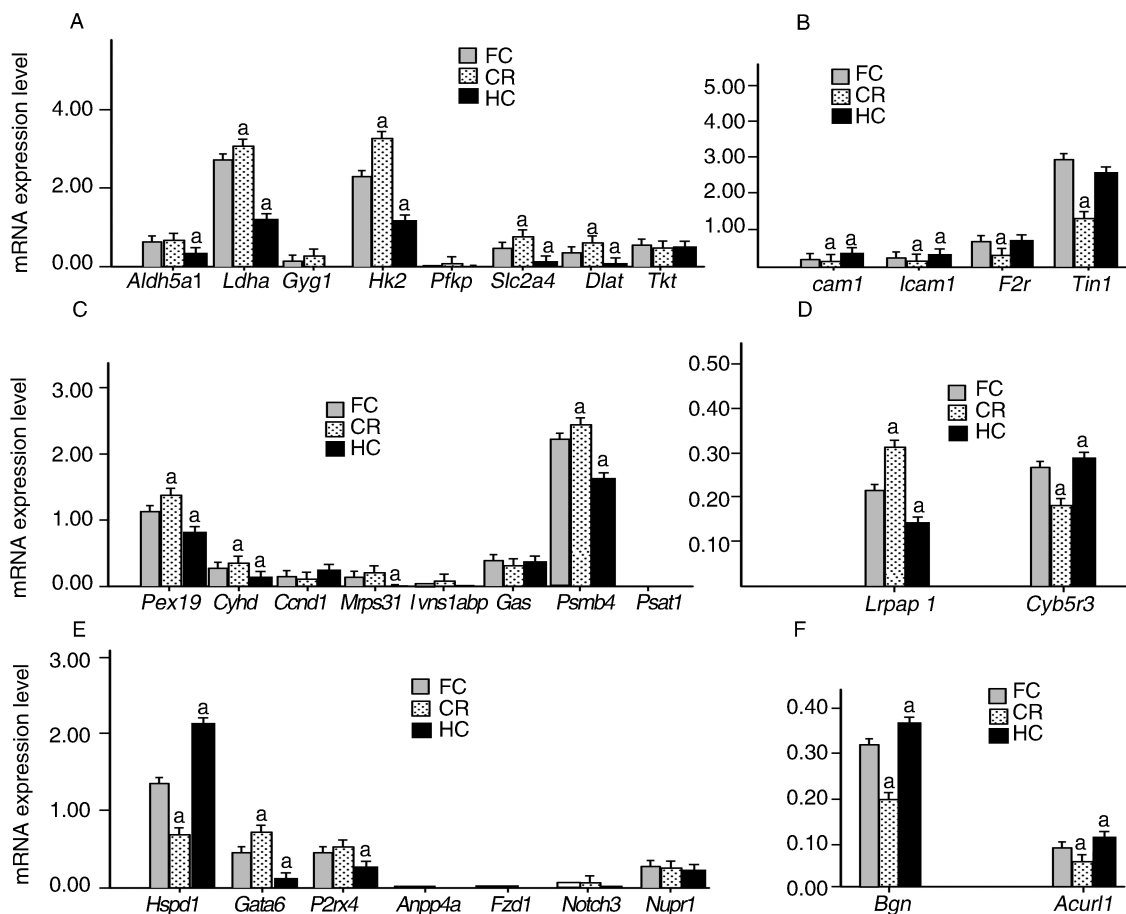 A
mRNA expression level
FC
CR
HC
4.00
2.00
0.00
a a a a a a a a a
Aldh5a1 Ldha Gyg1 Hk2 Pfkp Slc2a4 Dlat Tkt
B
FC
CR
HC
5.00
4.00
3.00
2.00
1.00
a a a a a a
cam1 Icam1 F2r Tin1
C
mRNA expression level
FC
CR
HC
3.00
2.00
1.00
0.00
a a a a a a a
Pex19 Cyhd Ccnd1 Mrps31 Ivns1abp Gas Psmb4 Psat1
D
FC
CR
HC
0.50
0.40
0.30
0.20
0.10
a a a a
Lrpap 1 Cyb5r3
E
mRNA expression level
FC
CR
HC
3.00
2.00
1.00
0.00
a a a a a
Hspd1 Gata6 P2rx4 Anpp4a Fzd1 Notch3 Nupr1
F
FC
CR
HC
0.40
0.30
0.20
0.10
0.00
a a a a
Bgn Acurl1